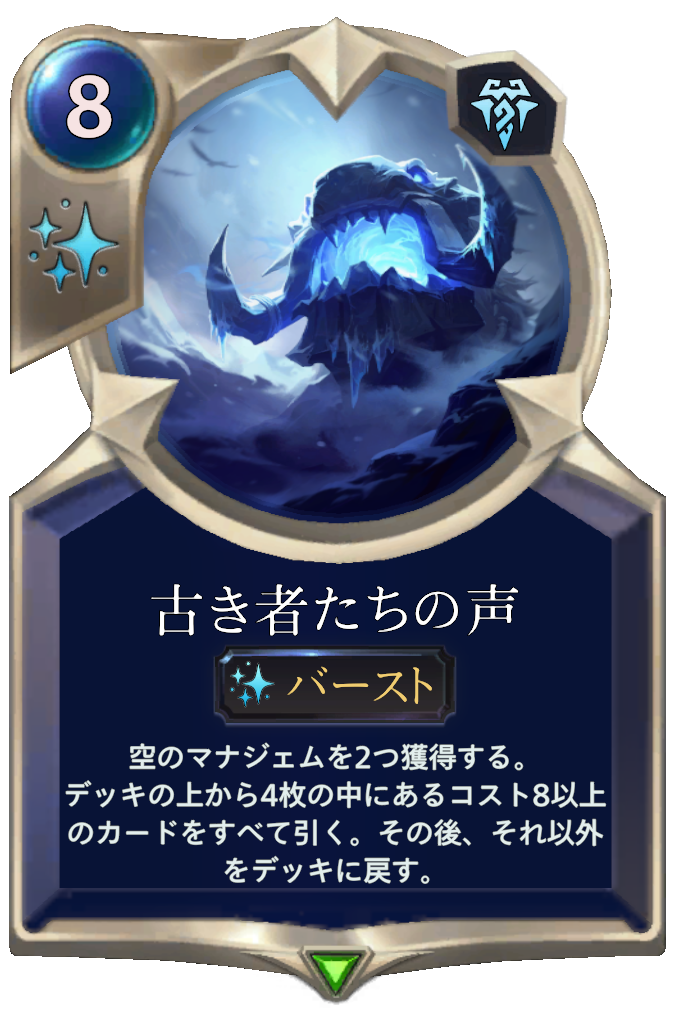 8
古き者たちの声
バースト
空のマナジェムを2つ獲得する。
デッキの上から4枚の中にあるコスト8以上
のカードをすべて引く。その後、それ以外
をデッキに戻す。